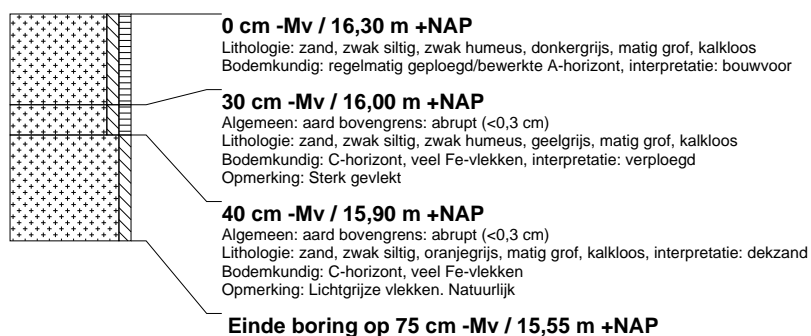 0 cm -Mv / 16,30 m +NAP
Lithologie: zand, zwak siltig, zwak humeus, donkergrijs, matig grof, kalkloos
Bodemkundig: regelmatig geploegd/bewerkte A-horizont, interpretatie: bouwvoor
30 cm -Mv / 16,00 m +NAP
Algemeen: aard bovengrens: abrupt (<0,3 cm)
Lithologie: zand, zwak siltig, zwak humeus, geelgrijs, matig grof, kalkloos
Bodemkundig: C-horizont, veel Fe-vlekken, interpretatie: verploegd
Opmerking: Sterk gevlekt
40 cm -Mv / 15,90 m +NAP
Algemeen: aard bovengrens: abrupt (<0,3 cm)
Lithologie: zand, zwak siltig, oranjegrijs, matig grof, kalkloos, interpretatie: dekzand
Bodemkundig: C-horizont, veel Fe-vlekken
Opmerking: Lichtgrijze vlekken. Natuurlijk
Einde boring op 75 cm -Mv / 15,55 m +NAP